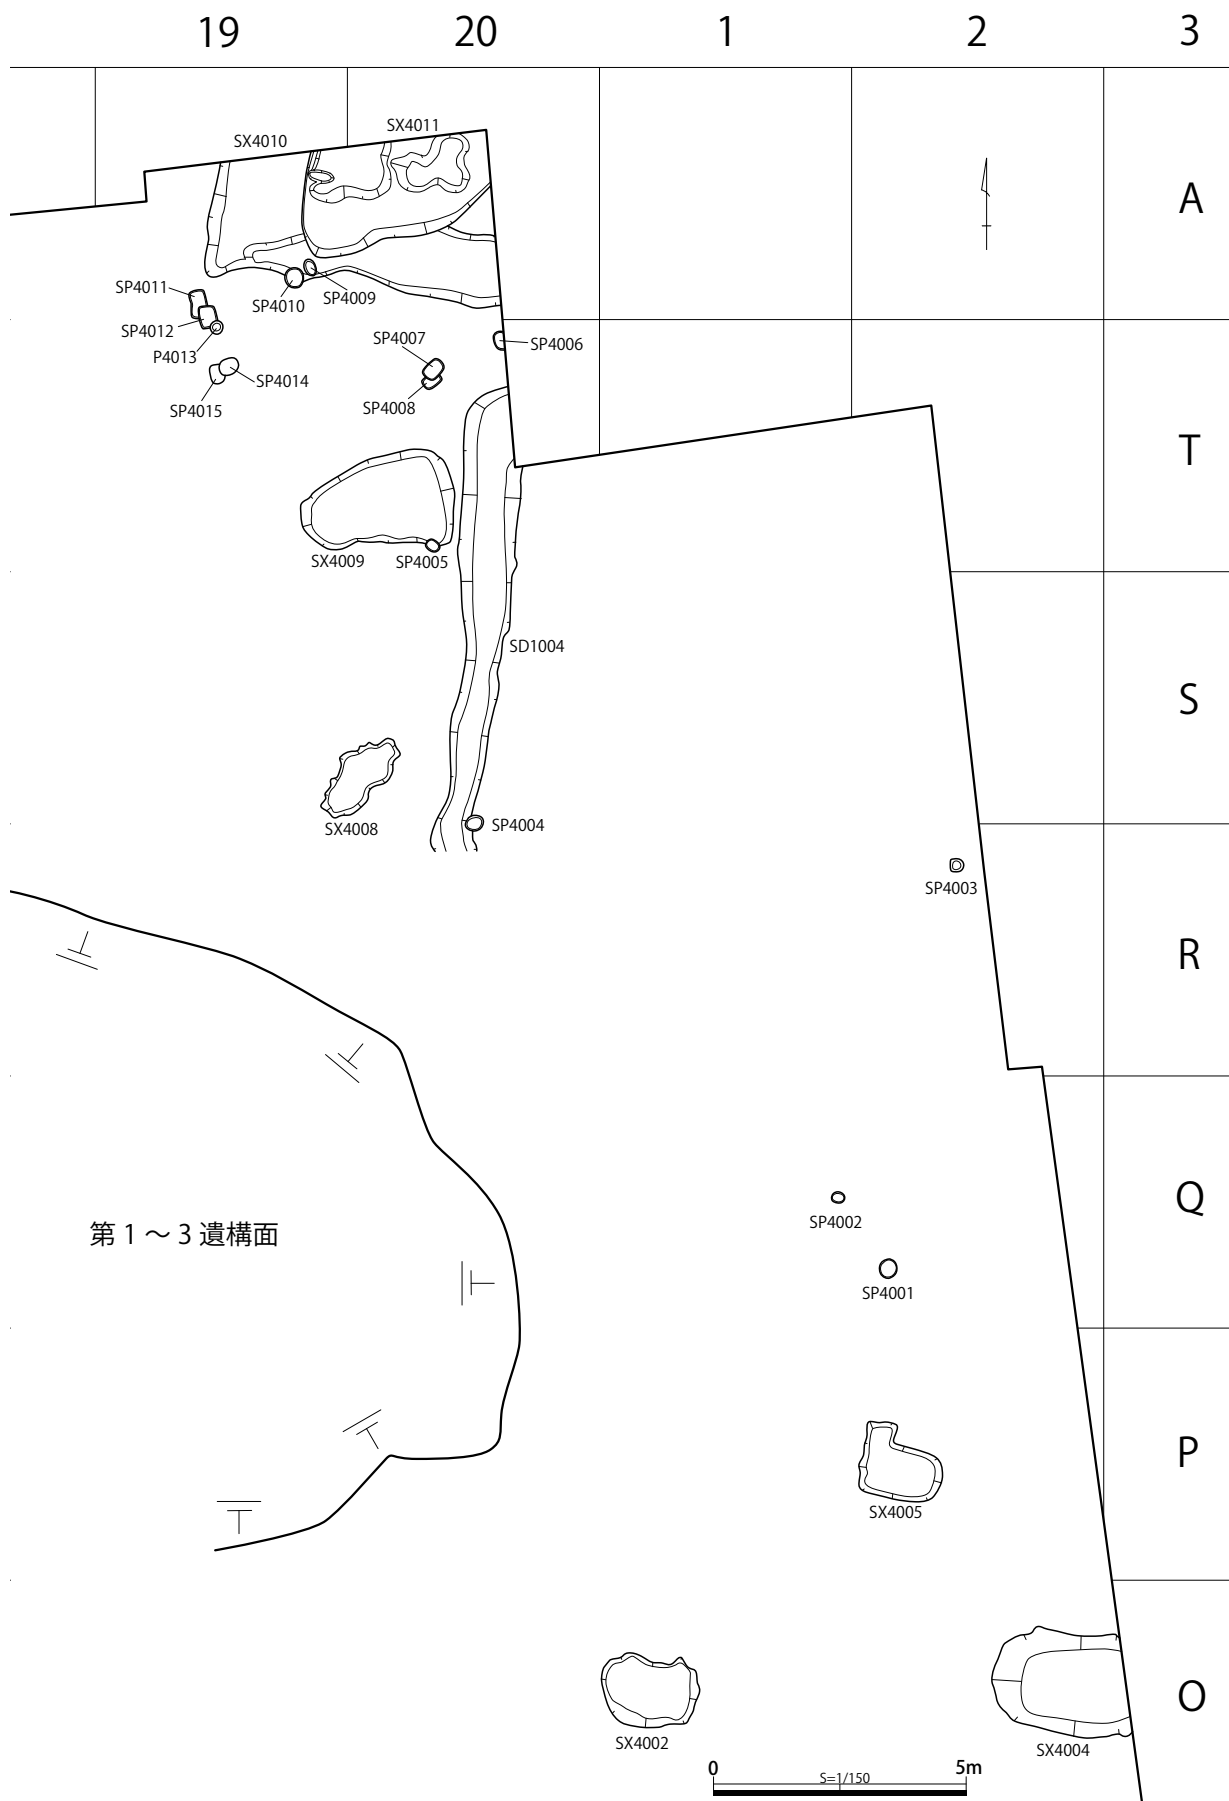 19 20 1 2 3
SX4011
SX4010
A
SP4011
SP4009
SP4010
SP4012
P4013
SP4007
SP4006
SP4014
SP4008
SP4015
T
SX4009
SP4005
SD1004
S
SP4004
SX4008
SP4003
R
Q
SP4002
第1～3遺構面
SP4001
P
SX4005
O
SX4002
SX4004
0 5m
S=1/150